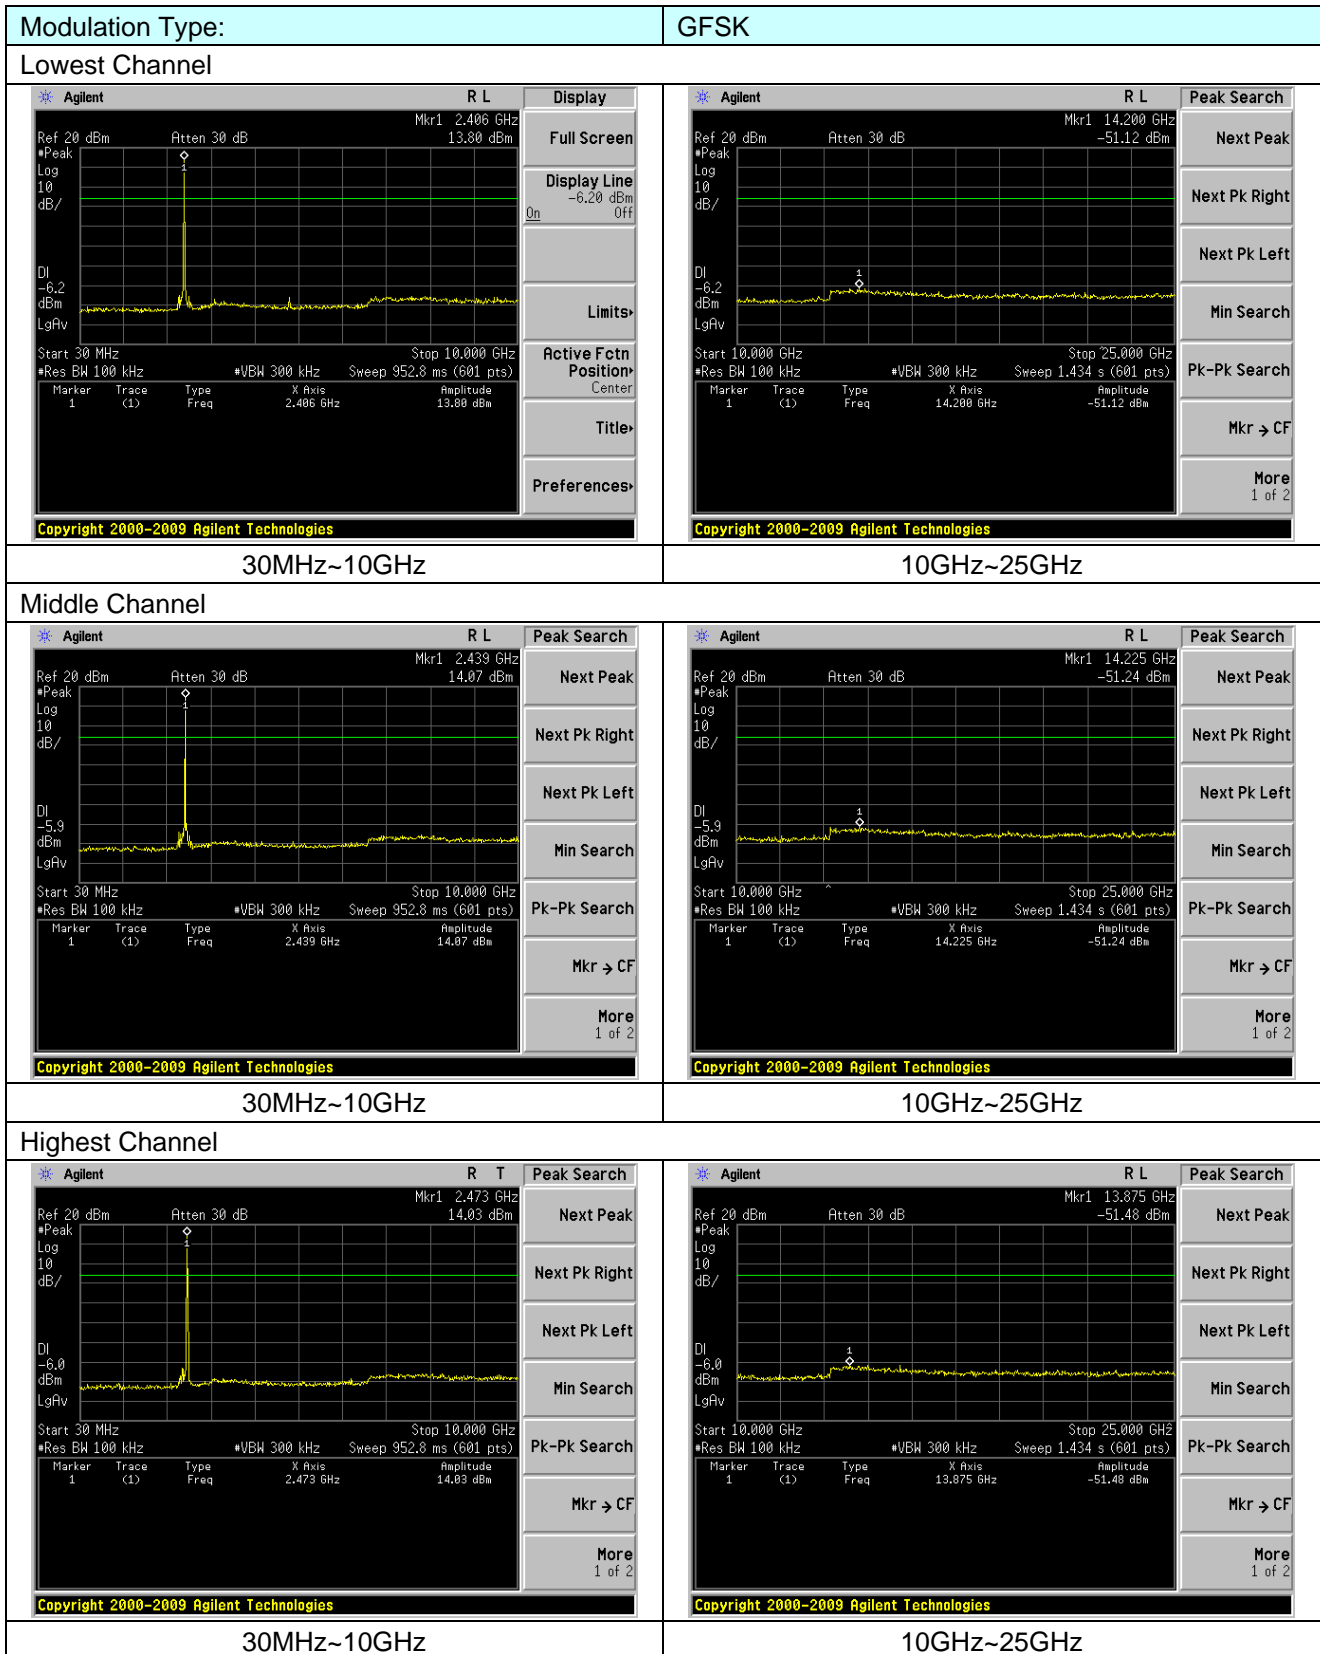 Modulation Type: GFSK
Lowest Channel
Agilent R L Display
Mkr1 2.406 GHz
Ref 20 dBm Atten 30 dB 13.80 dBm
#Peak
Log
10
dB/
1
DI
-6.2
dBm
LgAv
Start 30 MHz Stop 10.000 GHz
#Res BW 100 kHz #VBW 300 kHz Sweep 952.8 ms (601 pts)
Marker Trace Type X Axis Amplitude
1 (1) Freq 2.406 GHz 13.80 dBm
Full Screen
Display Line
-6.20 dBm
On Off
Limits
Active Fctn
Position
Center
Title
Preferences
Copyright 2000-2009 Agilent Technologies
Agilent R L Peak Search
Mkr1 14.200 GHz
Ref 20 dBm Atten 30 dB -51.12 dBm
#Peak
Log
10
dB/
1
DI
-6.2
dBm
LgAv
Start 10.000 GHz Stop 25.000 GHz
#Res BW 100 kHz #VBW 300 kHz Sweep 1.434 s (601 pts)
Marker Trace Type X Axis Amplitude
1 (1) Freq 14.200 GHz -51.12 dBm
Next Peak
Next Pk Right
Next Pk Left
Min Search
Pk-Pk Search
Mkr → CF
More
1 of 2
Copyright 2000-2009 Agilent Technologies
30MHz~10GHz 10GHz~25GHz
Middle Channel
Agilent R L Peak Search
Mkr1 2.439 GHz
Ref 20 dBm Atten 30 dB 14.07 dBm
#Peak
Log
10
dB/
1
DI
-5.9
dBm
LgAv
Start 30 MHz Stop 10.000 GHz
#Res BW 100 kHz #VBW 300 kHz Sweep 952.8 ms (601 pts)
Marker Trace Type X Axis Amplitude
1 (1) Freq 2.439 GHz 14.07 dBm
Next Peak
Next Pk Right
Next Pk Left
Min Search
Pk-Pk Search
Mkr → CF
More
1 of 2
Copyright 2000-2009 Agilent Technologies
Agilent R L Peak Search
Mkr1 14.225 GHz
Ref 20 dBm Atten 30 dB -51.24 dBm
#Peak
Log
10
dB/
1
DI
-5.9
dBm
LgAv
Start 10.000 GHz ^ Stop 25.000 GHz
#Res BW 100 kHz #VBW 300 kHz Sweep 1.434 s (601 pts)
Marker Trace Type X Axis Amplitude
1 (1) Freq 14.225 GHz -51.24 dBm
Next Peak
Next Pk Right
Next Pk Left
Min Search
Pk-Pk Search
Mkr → CF
More
1 of 2
Copyright 2000-2009 Agilent Technologies
30MHz~10GHz 10GHz~25GHz
Highest Channel
Agilent R T Peak Search
Mkr1 2.473 GHz
Ref 20 dBm Atten 30 dB 14.03 dBm
#Peak
Log
10
dB/
1
DI
-6.0
dBm
LgAv
Start 30 MHz Stop 10.000 GHz
#Res BW 100 kHz #VBW 300 kHz Sweep 952.8 ms (601 pts)
Marker Trace Type X Axis Amplitude
1 (1) Freq 2.473 GHz 14.03 dBm
Next Peak
Next Pk Right
Next Pk Left
Min Search
Pk-Pk Search
Mkr → CF
More
1 of 2
Copyright 2000-2009 Agilent Technologies
Agilent R L Peak Search
Mkr1 13.875 GHz
Ref 20 dBm Atten 30 dB -51.48 dBm
#Peak
Log
10
dB/
1
DI
-6.0
dBm
LgAv
Start 10.000 GHz Stop 25.000 GHz
#Res BW 100 kHz #VBW 300 kHz Sweep 1.434 s (601 pts)
Marker Trace Type X Axis Amplitude
1 (1) Freq 13.875 GHz -51.48 dBm
Next Peak
Next Pk Right
Next Pk Left
Min Search
Pk-Pk Search
Mkr → CF
More
1 of 2
Copyright 2000-2009 Agilent Technologies
30MHz~10GHz 10GHz~25GHz